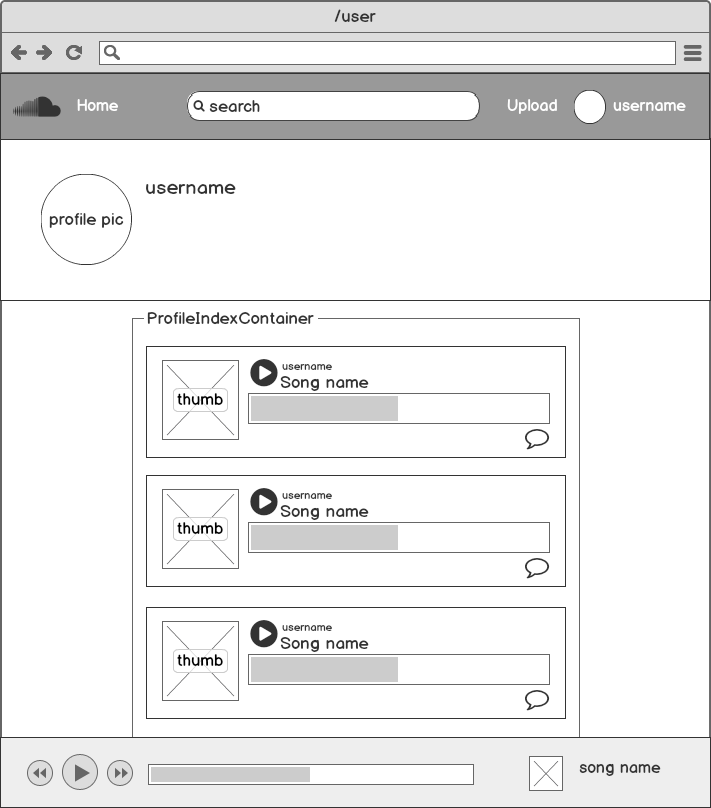 /user
Home
search
Upload
username
profile pic
username
ProfileIndexContainer
thumb
username
Song name
thumb
username
Song name
thumb
username
Song name
song name